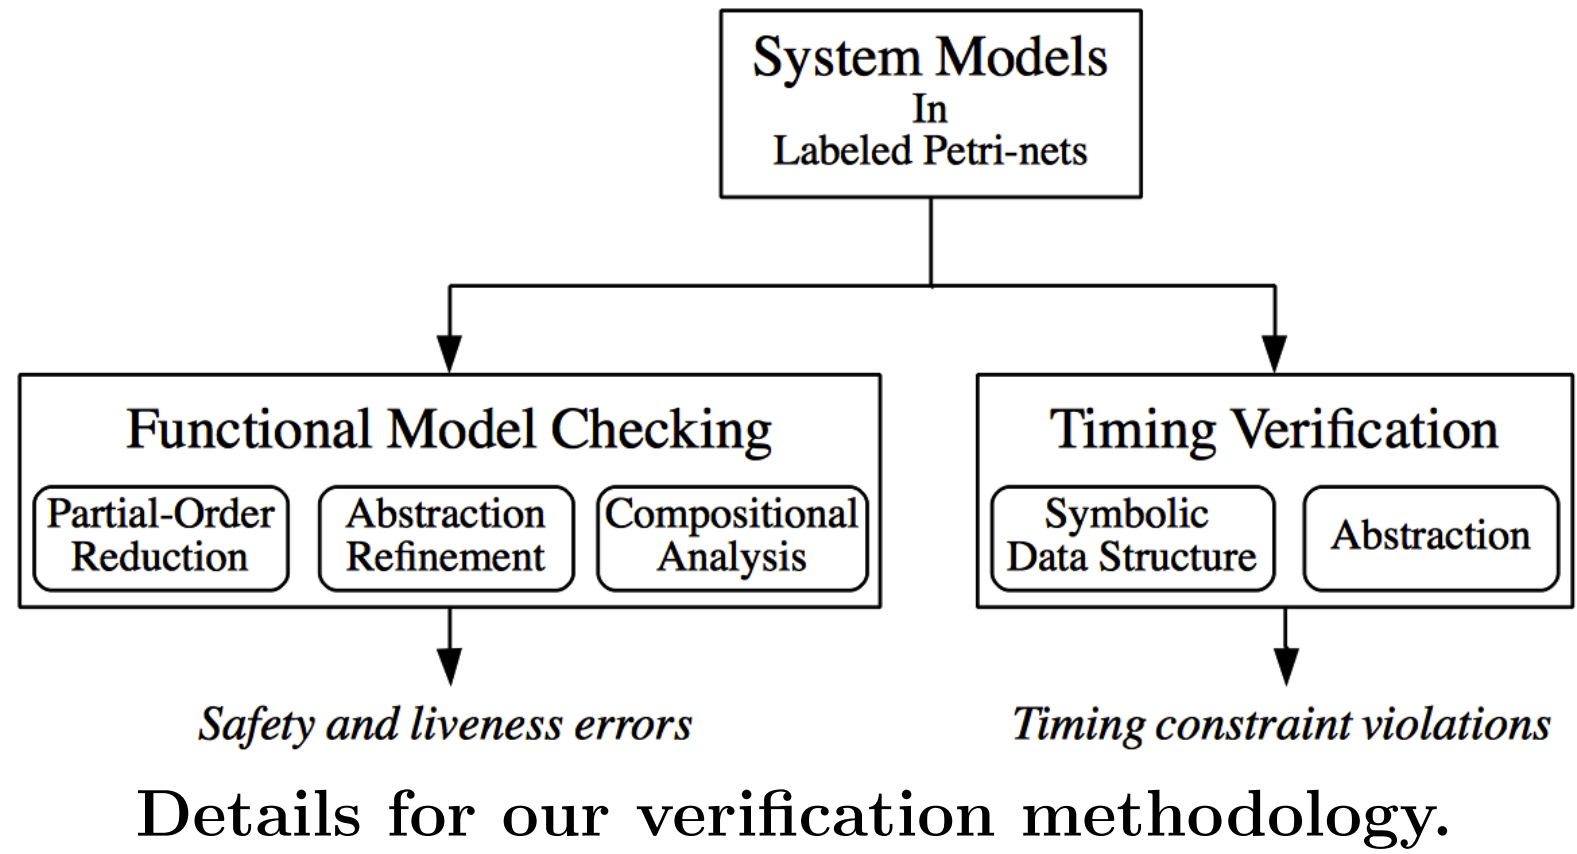 System Models
In
Labeled Petri-nets
Functional Model Checking
Partial-Order
Reduction
Abstraction
Refinement
Compositional
Analysis
Timing Verification
Symbolic
Data Structure
Abstraction
Safety and liveness errors
Timing constraint violations
Details for our verification methodology.